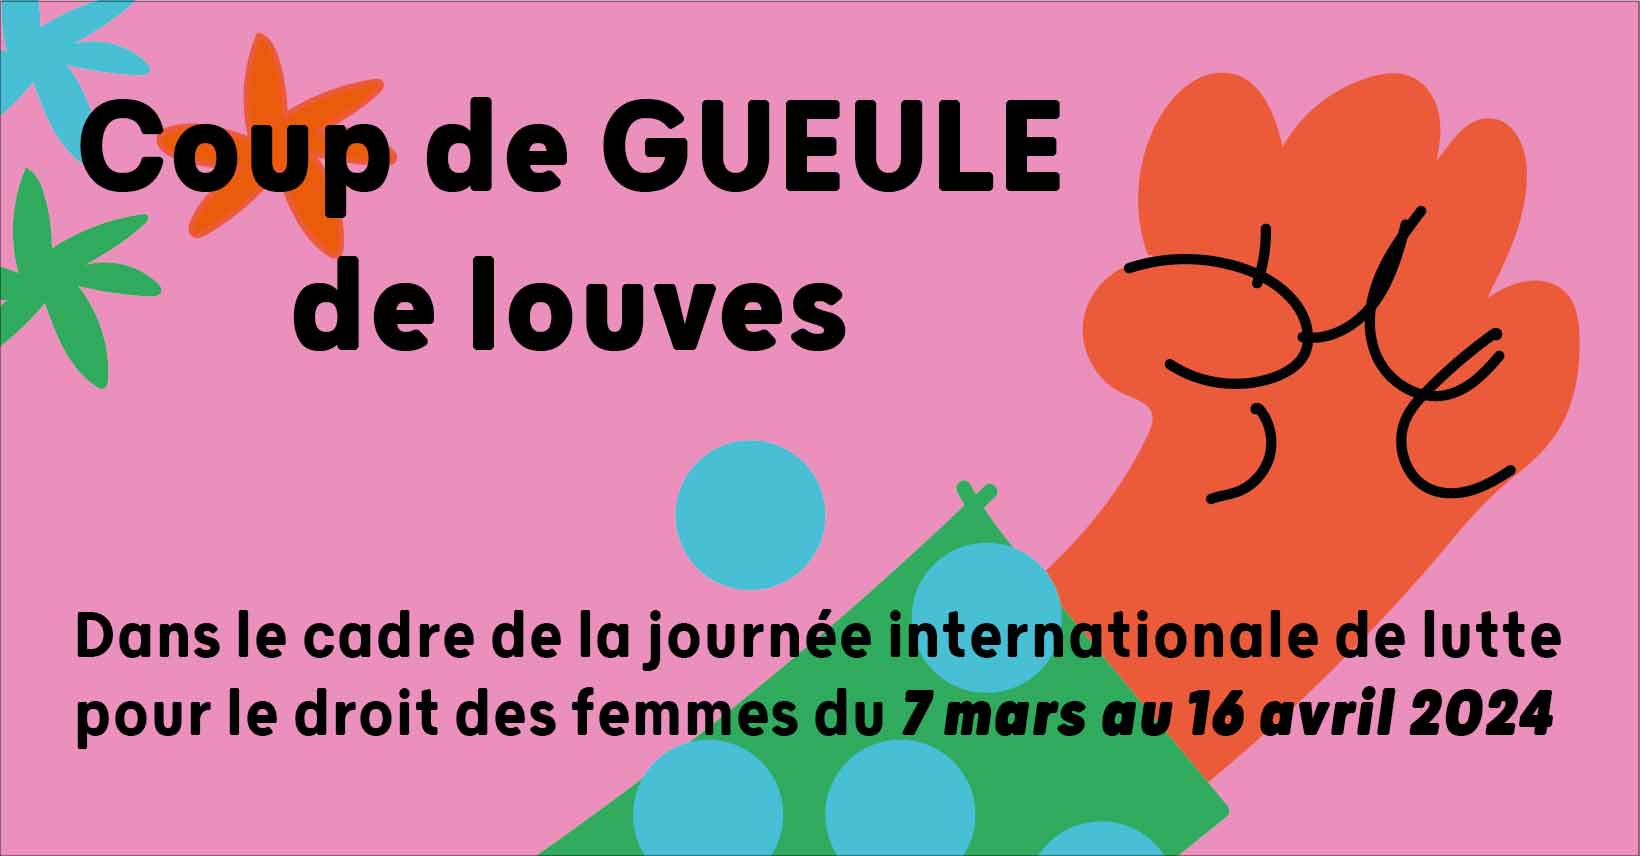 Coup de GUEULE
de louves
Dans le cadre de la journée internationale de lutte
pour le droit des femmes du 7 mars au 16 avril 2024